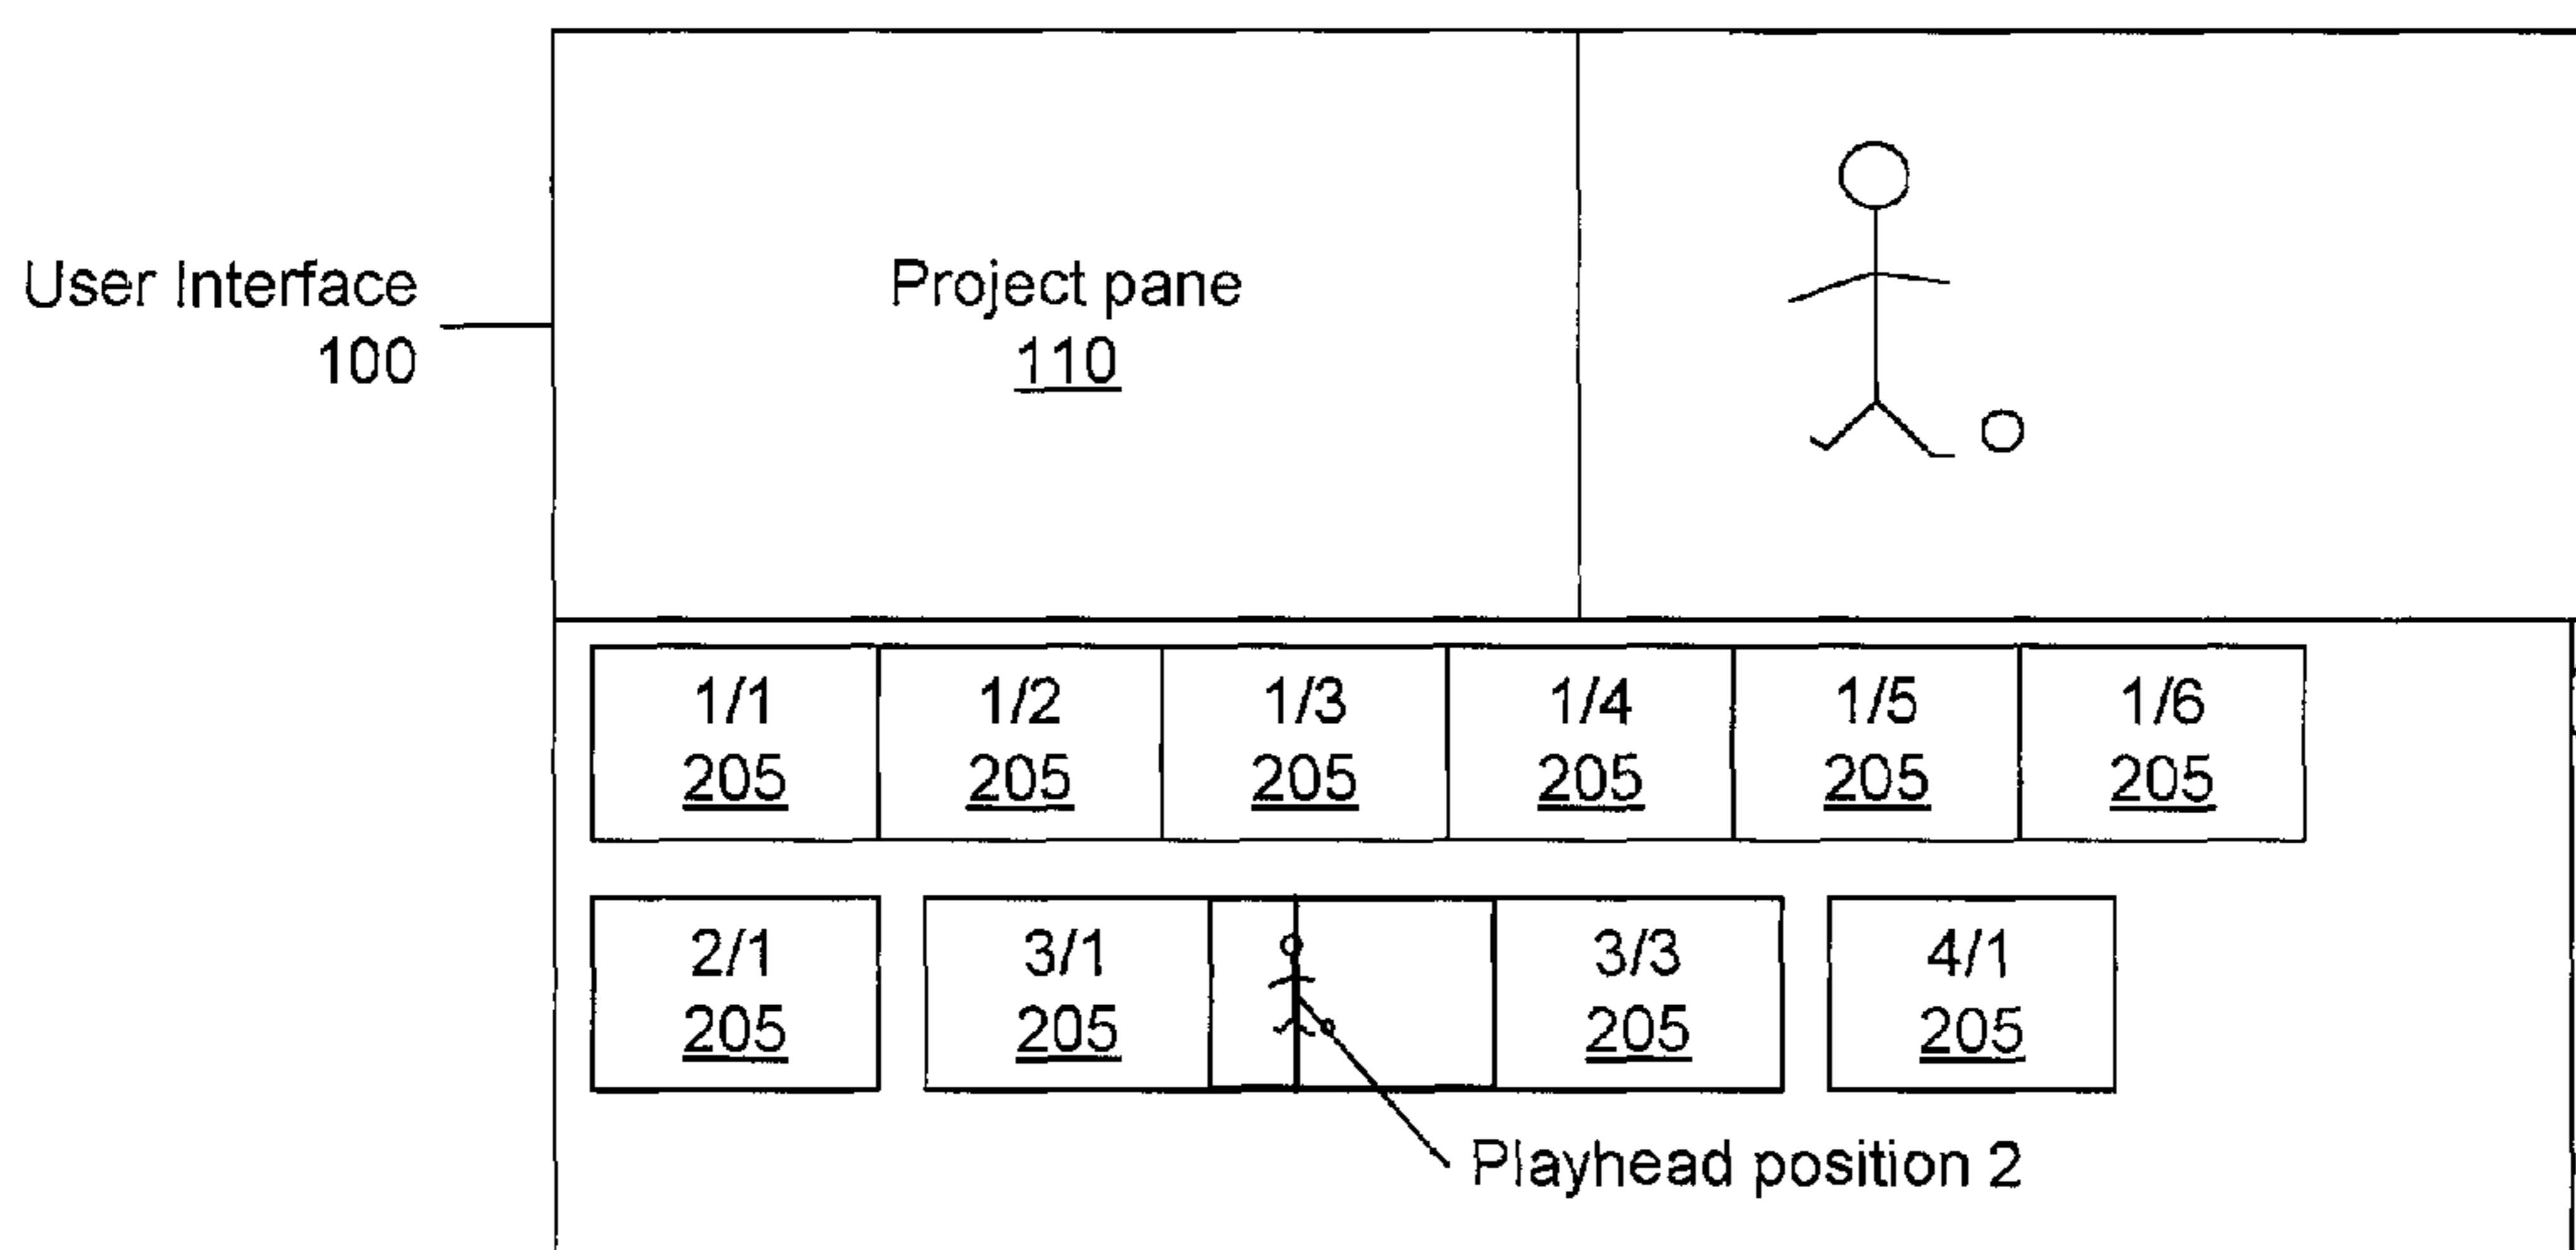 User Interface
100
Project pane
110
1/1 1/2 1/3 1/4 1/5 1/6
205 205 205 205 205 205
2/1 3/1 3/3 4/1
205 205 205 205
Playhead position 2